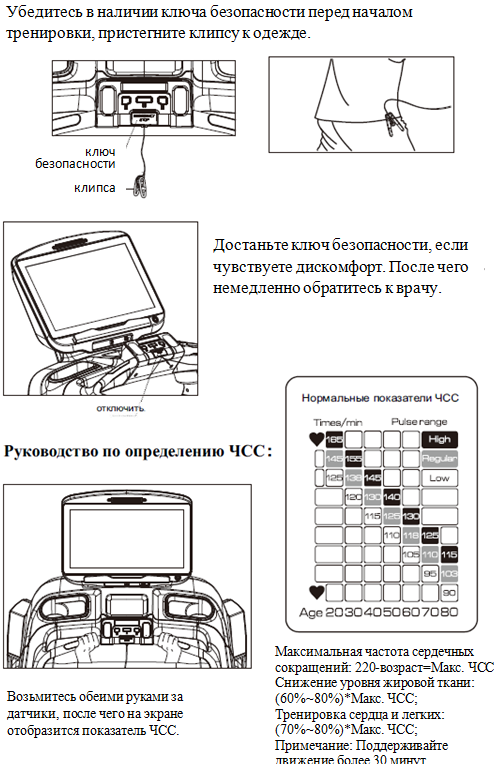 Убедитесь в наличии ключа безопасности перед началом
тренировки, пристегните клипсу к одежде.
ключ
безопасности
клипса
Достаньте ключ безопасности, если
чувствуете дискомфорт. После чего
немедленно обратитесь к врачу.
отключить.
Руководство по определению ЧСС:
Возьмитесь обеими руками за
датчики, после чего на экране
отобразится показатель ЧСС.
Нормальные показатели ЧСС
Times/min Pulse range
165 High
145 155 Regular
125 138 145 Low
120 130 140
115 125 130
110 118 125
105 110 115
95 103
90
Age 20 30 40 50 60 70 80
Максимальная частота сердечных
сокращений: 220-возраст=Макс. ЧСС
Снижение уровня жировой ткани:
(60%~80%)*Макс. ЧСС;
Тренировка сердца и легких:
(70%~80%)*Макс. ЧСС;
Примечание: Поддерживайте
движение более 30 минут